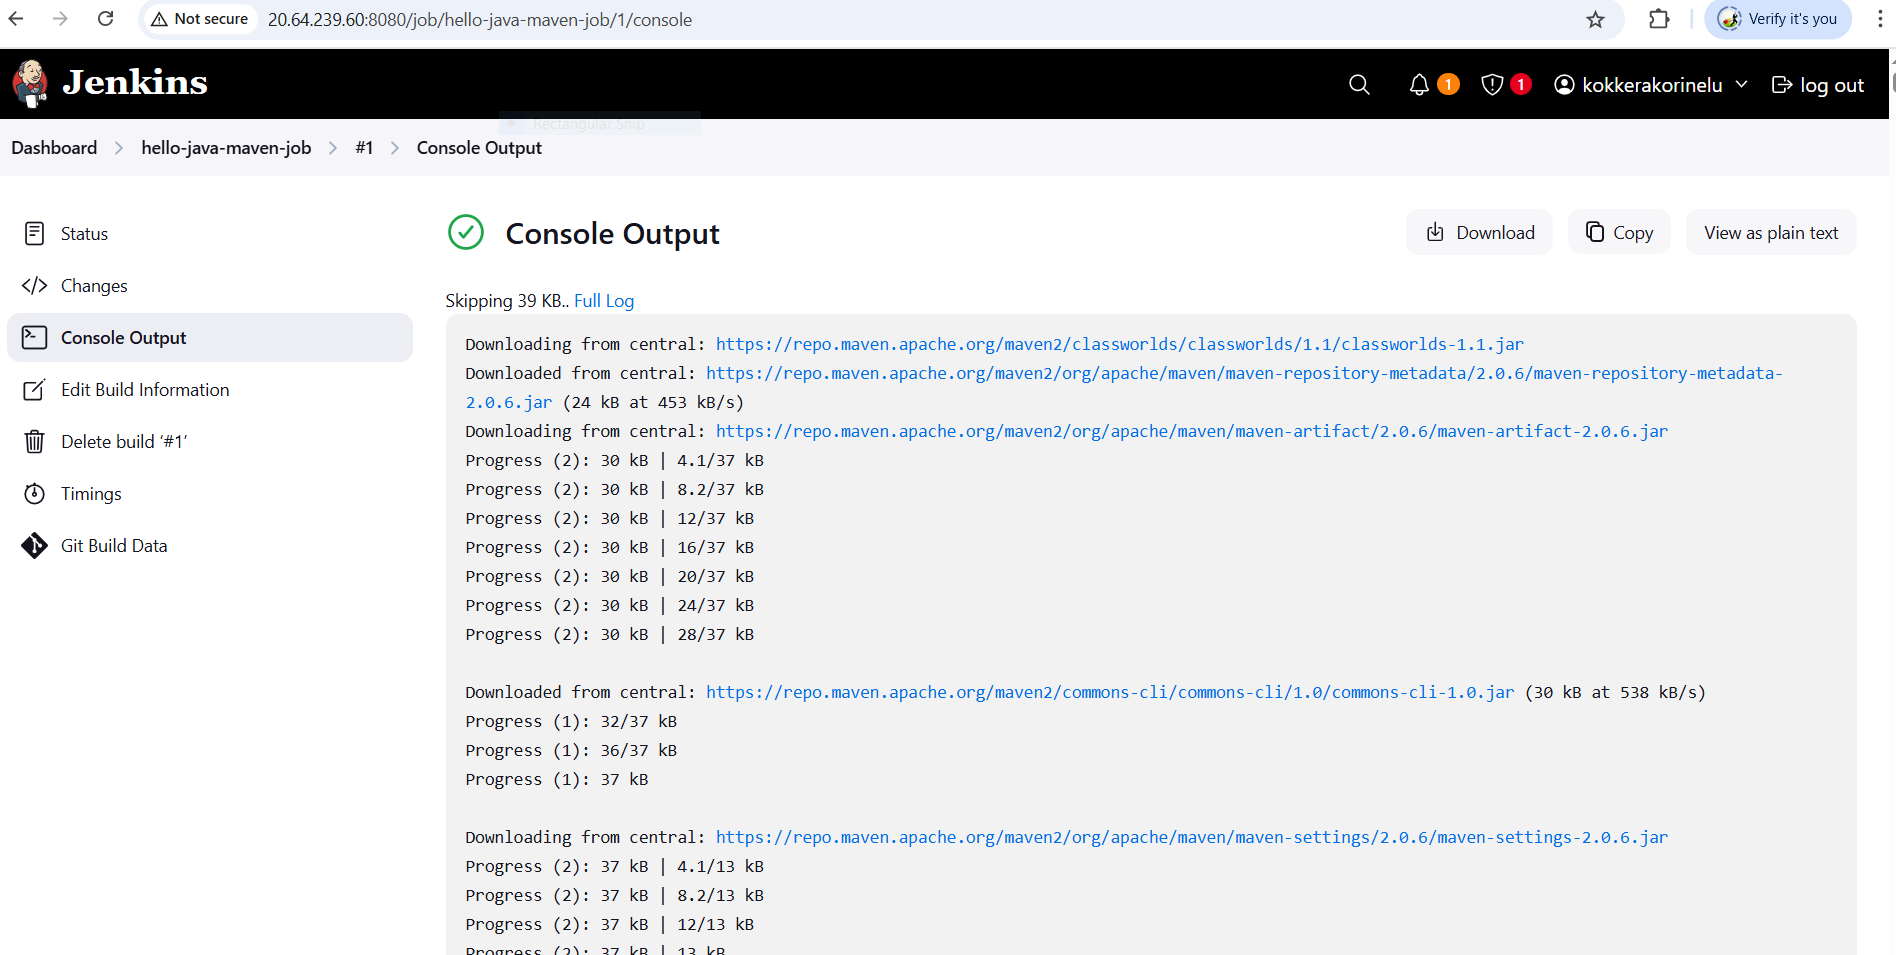 Not secure 20.64.239.60:8080/job/hello-java-maven-job/1/console Verify it's you
Jenkins 1 1 kokkerakorinelu log out
Rectangular Snip
Dashboard hello-java-maven-job #1 Console Output
Status
Changes
Console Output
Edit Build Information
Delete build ‘#1’
Timings
Git Build Data
Console Output Download Copy View as plain text
Skipping 39 KB.. Full Log
Downloading from central: https://repo.maven.apache.org/maven2/classworlds/classworlds/1.1/classworlds-1.1.jar
Downloaded from central: https://repo.maven.apache.org/maven2/org/apache/maven/maven-repository-metadata/2.0.6/maven-repository-metadata-
2.0.6.jar (24 kB at 453 kB/s)
Downloading from central: https://repo.maven.apache.org/maven2/org/apache/maven/maven-artifact/2.0.6/maven-artifact-2.0.6.jar
Progress (2): 30 kB | 4.1/37 kB
Progress (2): 30 kB | 8.2/37 kB
Progress (2): 30 kB | 12/37 kB
Progress (2): 30 kB | 16/37 kB
Progress (2): 30 kB | 20/37 kB
Progress (2): 30 kB | 24/37 kB
Progress (2): 30 kB | 28/37 kB
Downloaded from central: https://repo.maven.apache.org/maven2/commons-cli/commons-cli/1.0/commons-cli-1.0.jar (30 kB at 538 kB/s)
Progress (1): 32/37 kB
Progress (1): 36/37 kB
Progress (1): 37 kB
Downloading from central: https://repo.maven.apache.org/maven2/org/apache/maven/maven-settings/2.0.6/maven-settings-2.0.6.jar
Progress (2): 37 kB | 4.1/13 kB
Progress (2): 37 kB | 8.2/13 kB
Progress (2): 37 kB | 12/13 kB
Progress (2): 37 kB | 13 kB